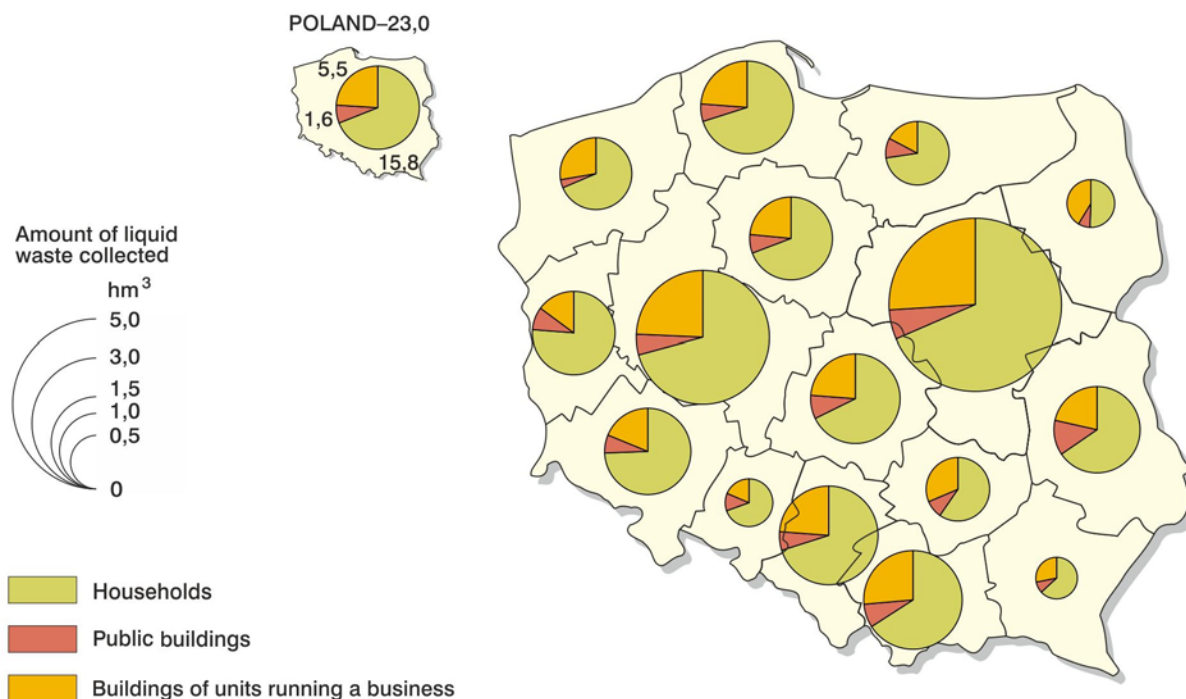 POLAND–23,0
5,5
1,6
15,8
Amount of liquid
waste collected
hm³
5,0
3,0
1,5
1,0
0,5
0
Households
Public buildings
Buildings of units running a business